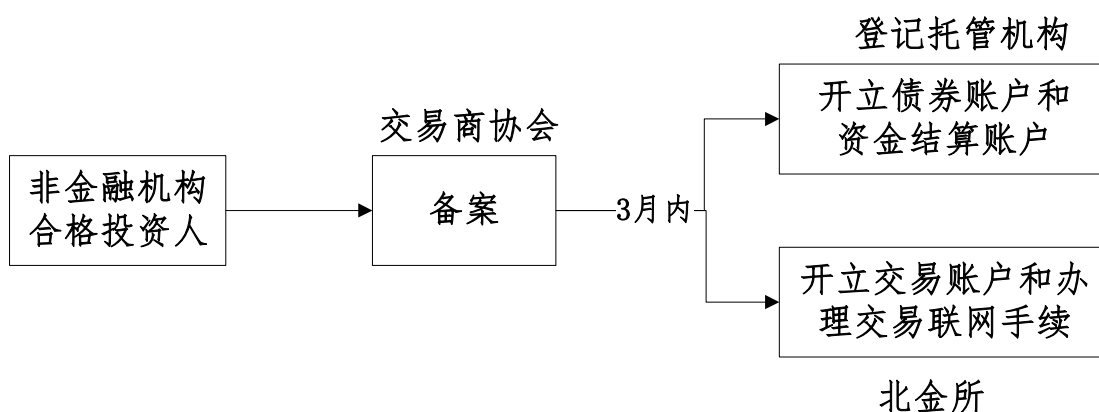 非金融机构
合格投资人
交易商协会
备案
3月内
登记托管机构
开立债券账户和
资金结算账户
开立交易账户和办
理交易联网手续
北金所